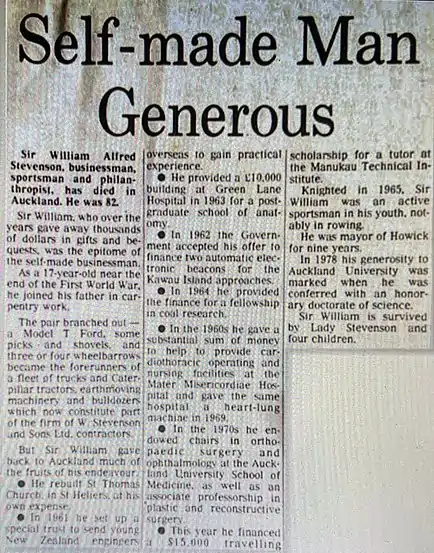 Self-made Man
Generous
Sir William Alfred
Stevenson, businessman,
sportsman and philan-
thropist, has died in
Auckland. He was 82.
Sir William, who over the
years gave away thousands
of dollars in gifts and be-
quests, was the epitome of
the self made businessman.
As a 17-year-old near the
end of the First World War,
he joined his father in car-
pentry work.
The pair branched out —
a Model T Ford, some
picks and shovels, and
three or four wheelbarrows
became the forerunners of
a fleet of trucks and Cater-
pillar tractors, earthmoving
machinery and bulldozers
which now constitute part
of the firm of W. Stevenson
and Sons Ltd, contractors.
But Sir William gave
back to Auckland much of
the fruits of his endeavour.
● He rebuilt St Thomas
Church, in St Heliers, at his
own expense.
● In 1961 he set up a
special trust to send young
New Zealand engineers
overseas to gain practical
experience.
● He provided a £10,000
building at Green Lane
Hospital in 1963 for a post-
graduate school of anat-
omy.
● In 1962 the Govern-
ment accepted his offer to
finance two automatic elec-
tronic beacons for the
Kawau Island approaches.
● In 1964 he provided
the finance for a fellowship
in coal research.
● In the 1960s he gave a
substantial sum of money
to help to provide car-
diothoracic operating and
nursing facilities at the
Mater Misericordiae Hos-
pital and gave the same
hospital a heart-lung
machine in 1969.
● In the 1970s he en-
dowed chairs in ortho-
paedic surgery and
ophthalmology at the Auck-
land University School of
Medicine, as well as an
associate professorship in
plastic and reconstructive
surgery.
● This year he financed
a $15,000 travelling
scholarship for a tutor at
the Manukau Technical In-
stitute.
Knighted in 1965, Sir
William was an active
sportsman in his youth, not-
ably in rowing.
He was mayor of Howick
for nine years.
In 1978 his generosity to
Auckland University was
marked when he was
conferred with an honor-
ary doctorate of science.
Sir William is survived
by Lady Stevenson and
four children.